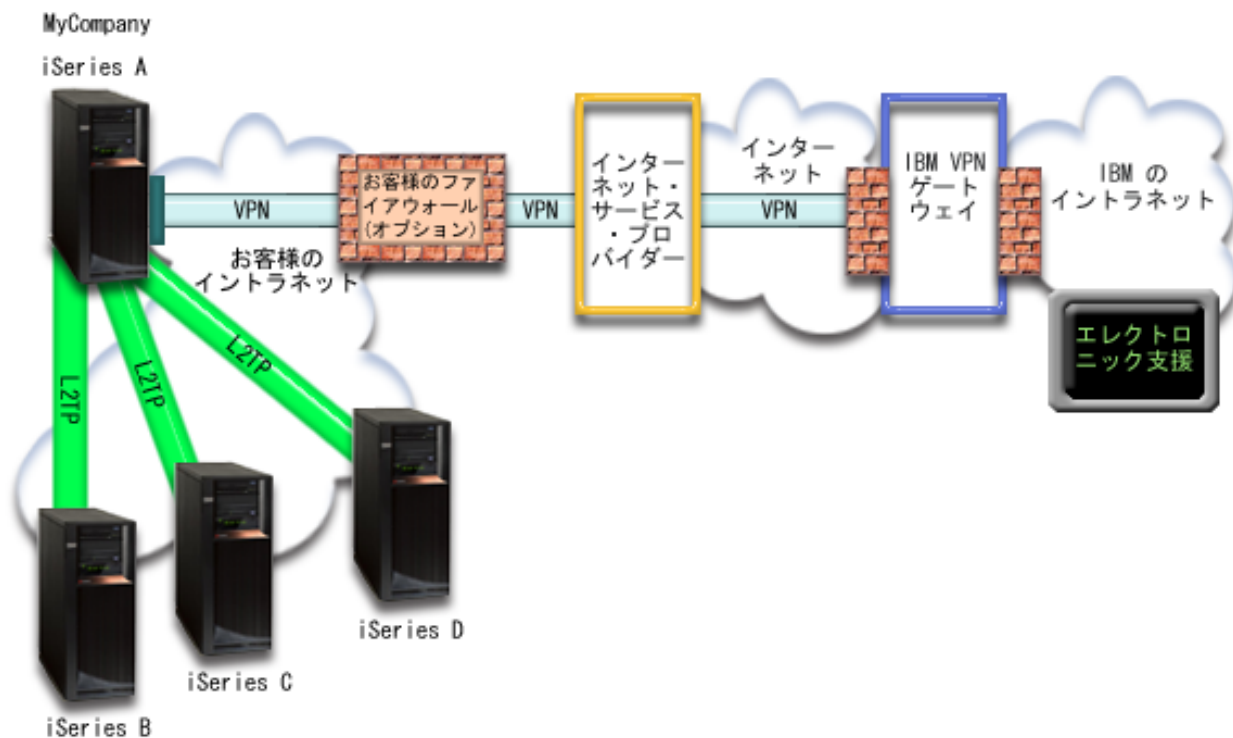 MyCompany
iSeries A
VPN
お客様のファ
イアウォール
(オプション)
VPN
インター
ネット・
サービス
・プロ
バイダー
インター
ネット
VPN
IBM VPN
ゲート
ウェイ
IBM の
イントラネット
お客様の
イントラネット
エレクトロ
ニック支援
L2TP
L2TP
L2TP
iSeries D
iSeries C
iSeries B